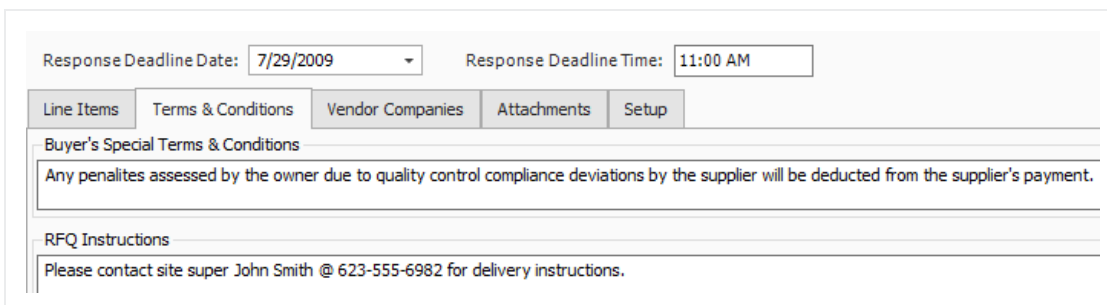 Response Deadline Date: 7/29/2009 Response Deadline Time: 11:00 AM
Line Items Terms & Conditions Vendor Companies Attachments Setup
Buyer's Special Terms & Conditions
Any penalites assessed by the owner due to quality control compliance deviations by the supplier will be deducted from the supplier's payment.
RFQ Instructions
Please contact site super John Smith @ 623-555-6982 for delivery instructions.